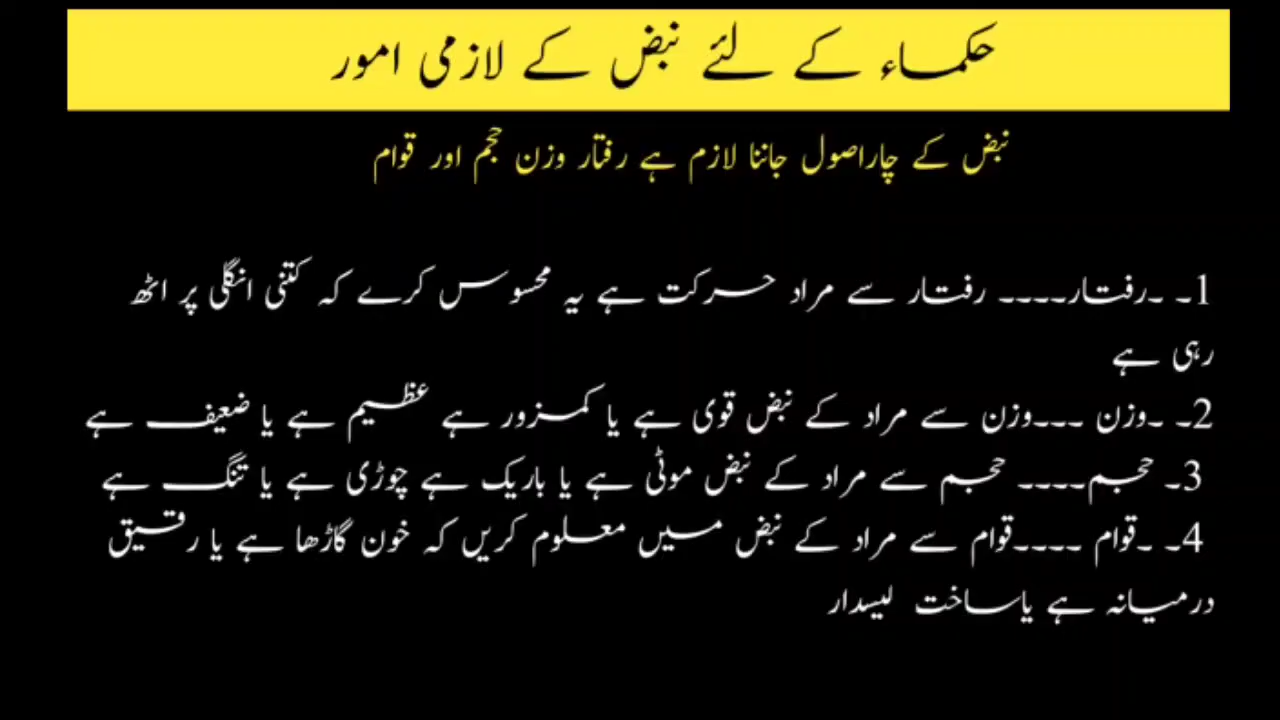 حکماء کے لئے نبض کے لازمی امور
نبض کے چاراصول جاننا لازم ہے رفتار وزن حجم اور قوام
1۔ ۔رفتار۔۔۔۔ رفتار سے مراد حرکت ہے یہ محسوس کرے کہ کتنی انگلی پر اٹھ
رہی ہے
2۔ ۔وزن ۔۔۔وزن سے مراد کے نبض قوی ہے یا کمزور ہے عظیم ہے یا ضعیف ہے
3۔ حجم۔۔۔۔ حجم سے مراد کے نبض موٹی ہے یا باریک ہے چوڑی ہے یا تنگ ہے
4۔ ۔قوام ۔۔۔۔قوام سے مراد کے نبض میں معلوم کریں کہ خون گاڑھا ہے یا رقیق
درمیانہ ہے یاساخت لیسدار